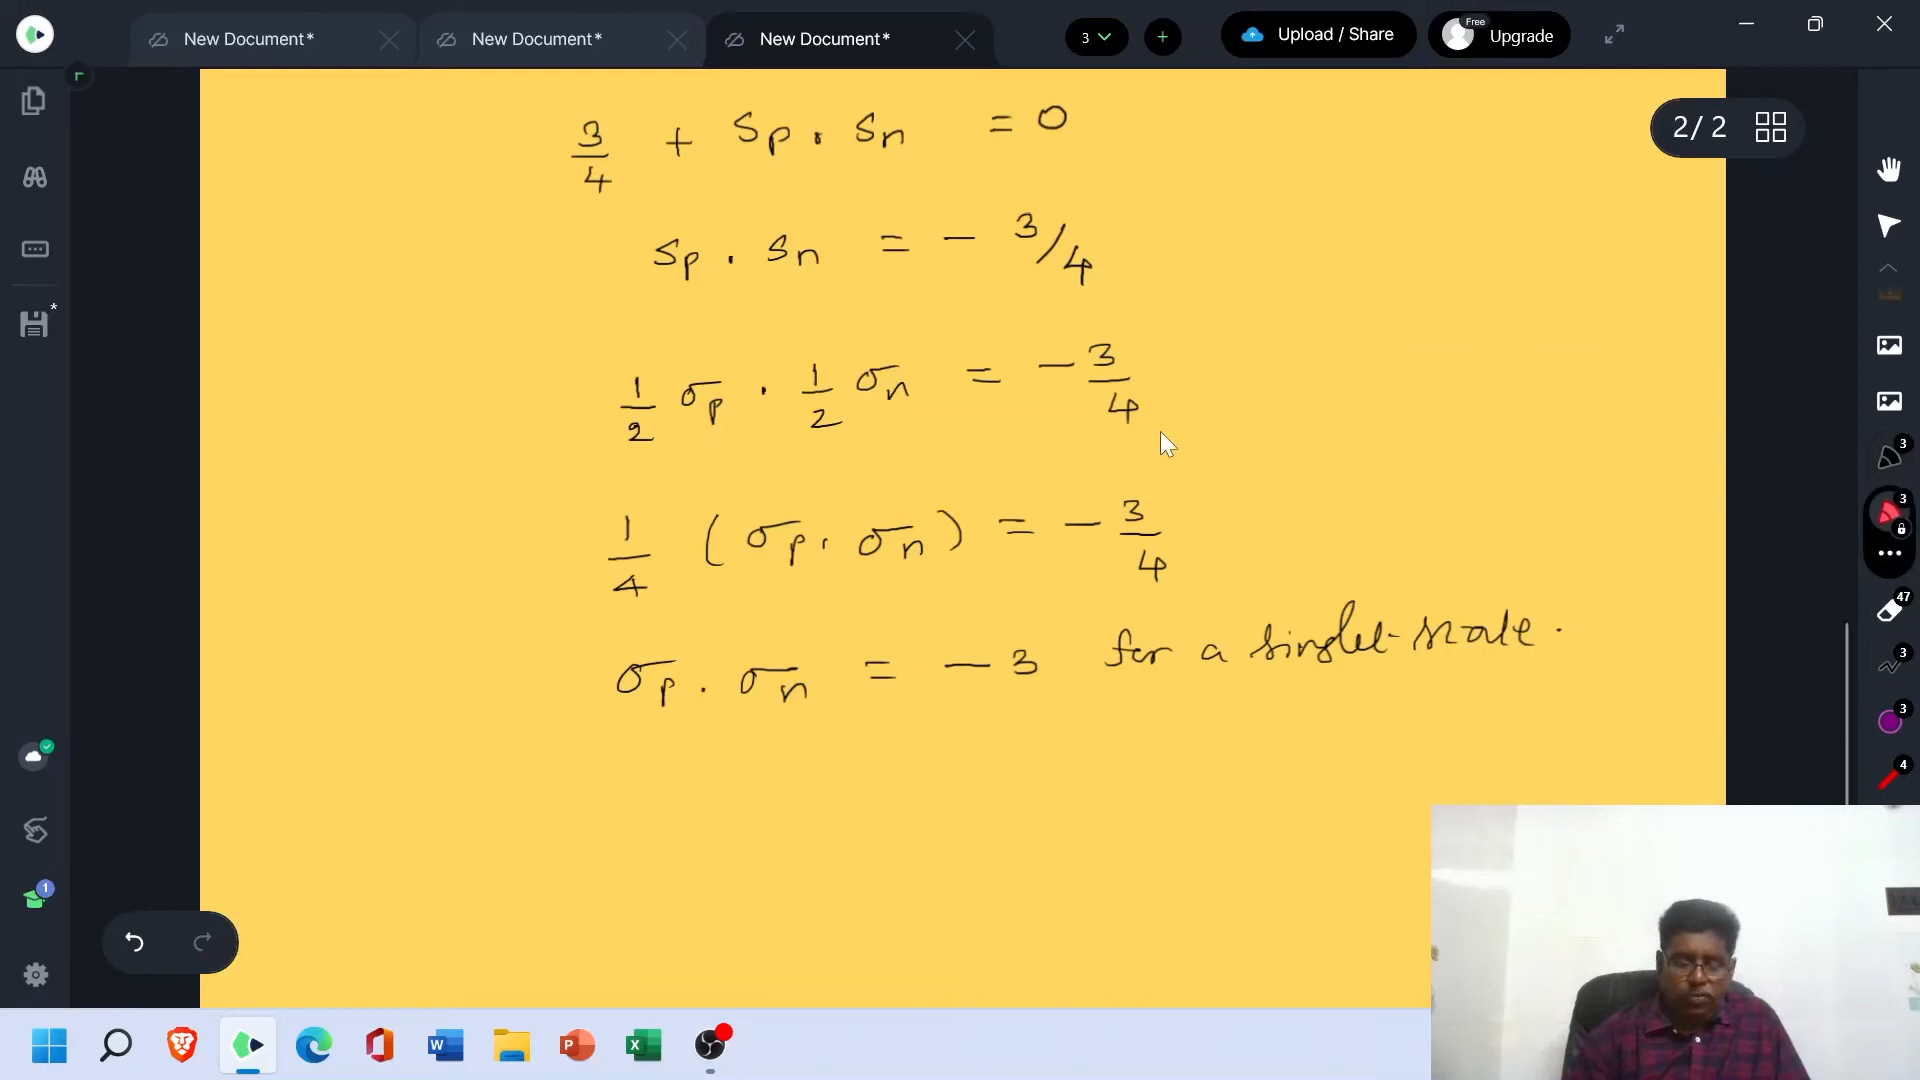 New Document*
New Document*
New Document*
3
Upload / Share
Free
Upgrade
2/ 2
3/4 + Sp . Sn = 0
Sp . Sn = - 3/4
1/2 σp . 1/2 σn = - 3/4
1/4 (σp . σn) = - 3/4
σp . σn = - 3 for a singlet state.
3
3
47
3
3
4
1